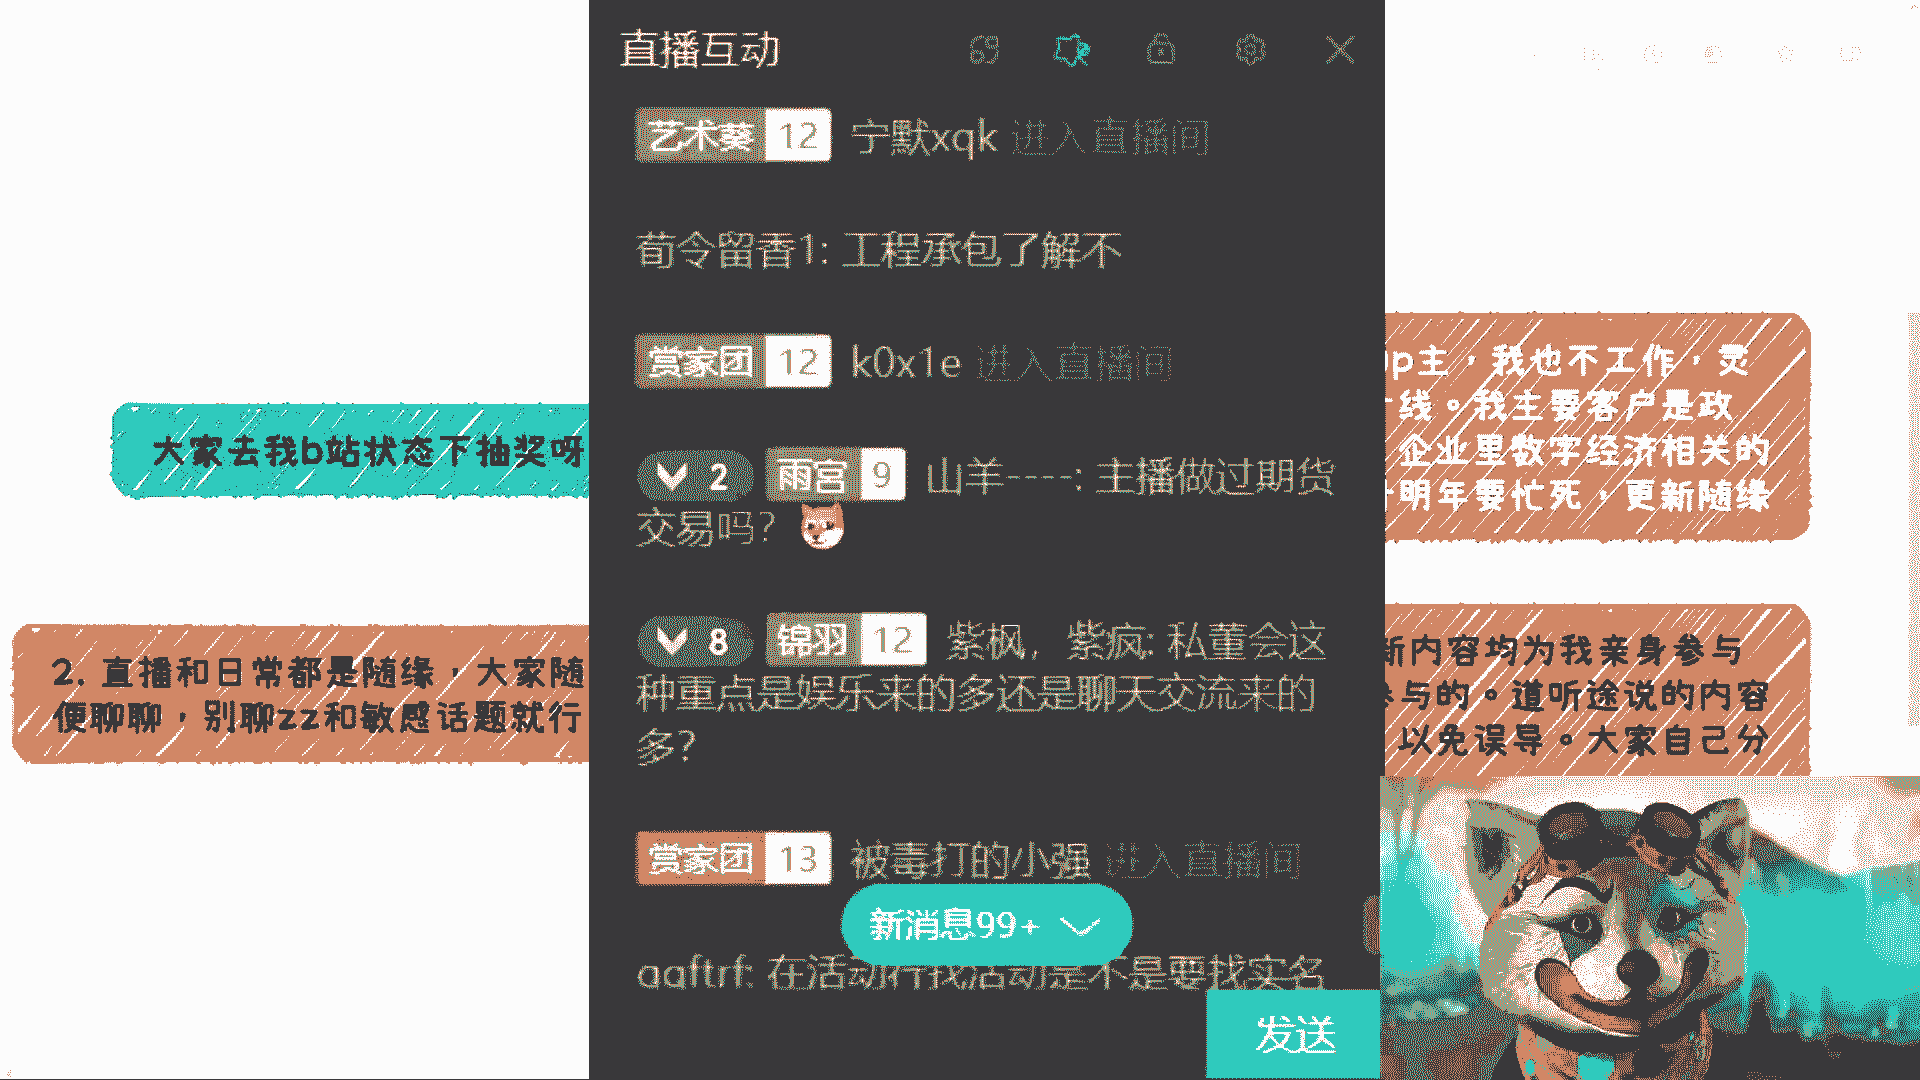 直播互动
艺术葵 12 宁默xqk 进入直播间
荀令留香1: 工程承包了解不
赏家团 12 k0x1e 进入直播间
2 雨宫 9 山羊----: 主播做过期货
交易吗?
8 锦羽 12 紫枫，紫疯: 私董会这
种重点是娱乐来的多还是聊天交流来的
多?
赏家团 13 被毒打的小强 进入直播间
新消息99+
aqftrf: 在活动行找活动是不是要找实名
发送
大家去我b站状态下抽奖呀
2. 直播和日常都是随缘，大家随
便聊聊，别聊zz和敏感话题就行
up主，我也不工作，灵
线。我主要客户是政
企业里数字经济相关的
明年要忙死，更新随缘
新内容均为我亲身参与
参与的。道听途说的内容
以免误导。大家自己分